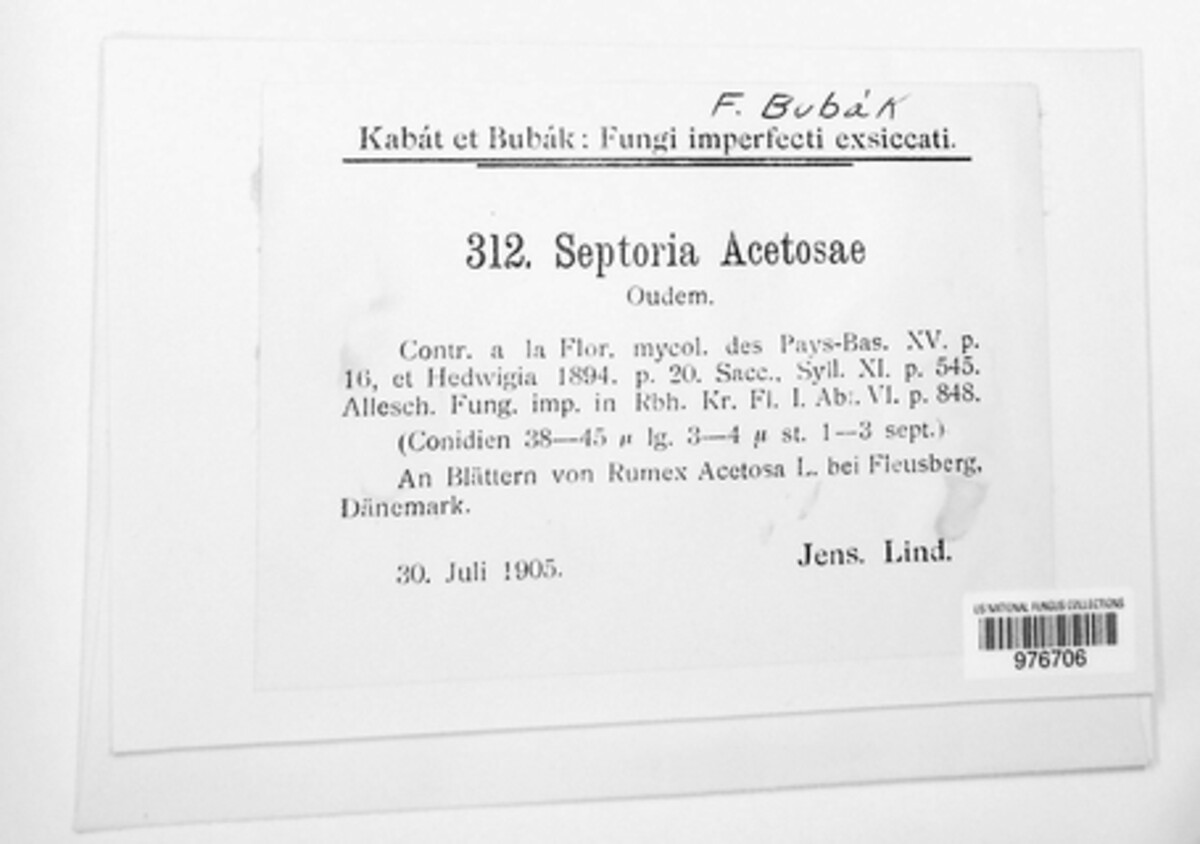 F. Bubák
Kabát et Bubák: Fungi imperfecti exsiccati.
312. Septoria Acetosae
Oudem.
Contr. a la Flor. mycol. des Pays-Bas. XV. p.
16, et Hedwigia 1894. p. 20. Sacc., Syll. XI. p. 545.
Allesch. Fung. imp. in Rbh. Kr. Fl. I. Abt. VI. p. 848.
(Conidien 38—45 µ lg. 3—4 µ st. 1—3 sept.)
An Blättern von Rumex Acetosa L. bei Fleusberg,
Dänemark.
30. Juli 1905.
Jens. Lind.
US NATIONAL FUNGUS COLLECTIONS
976706